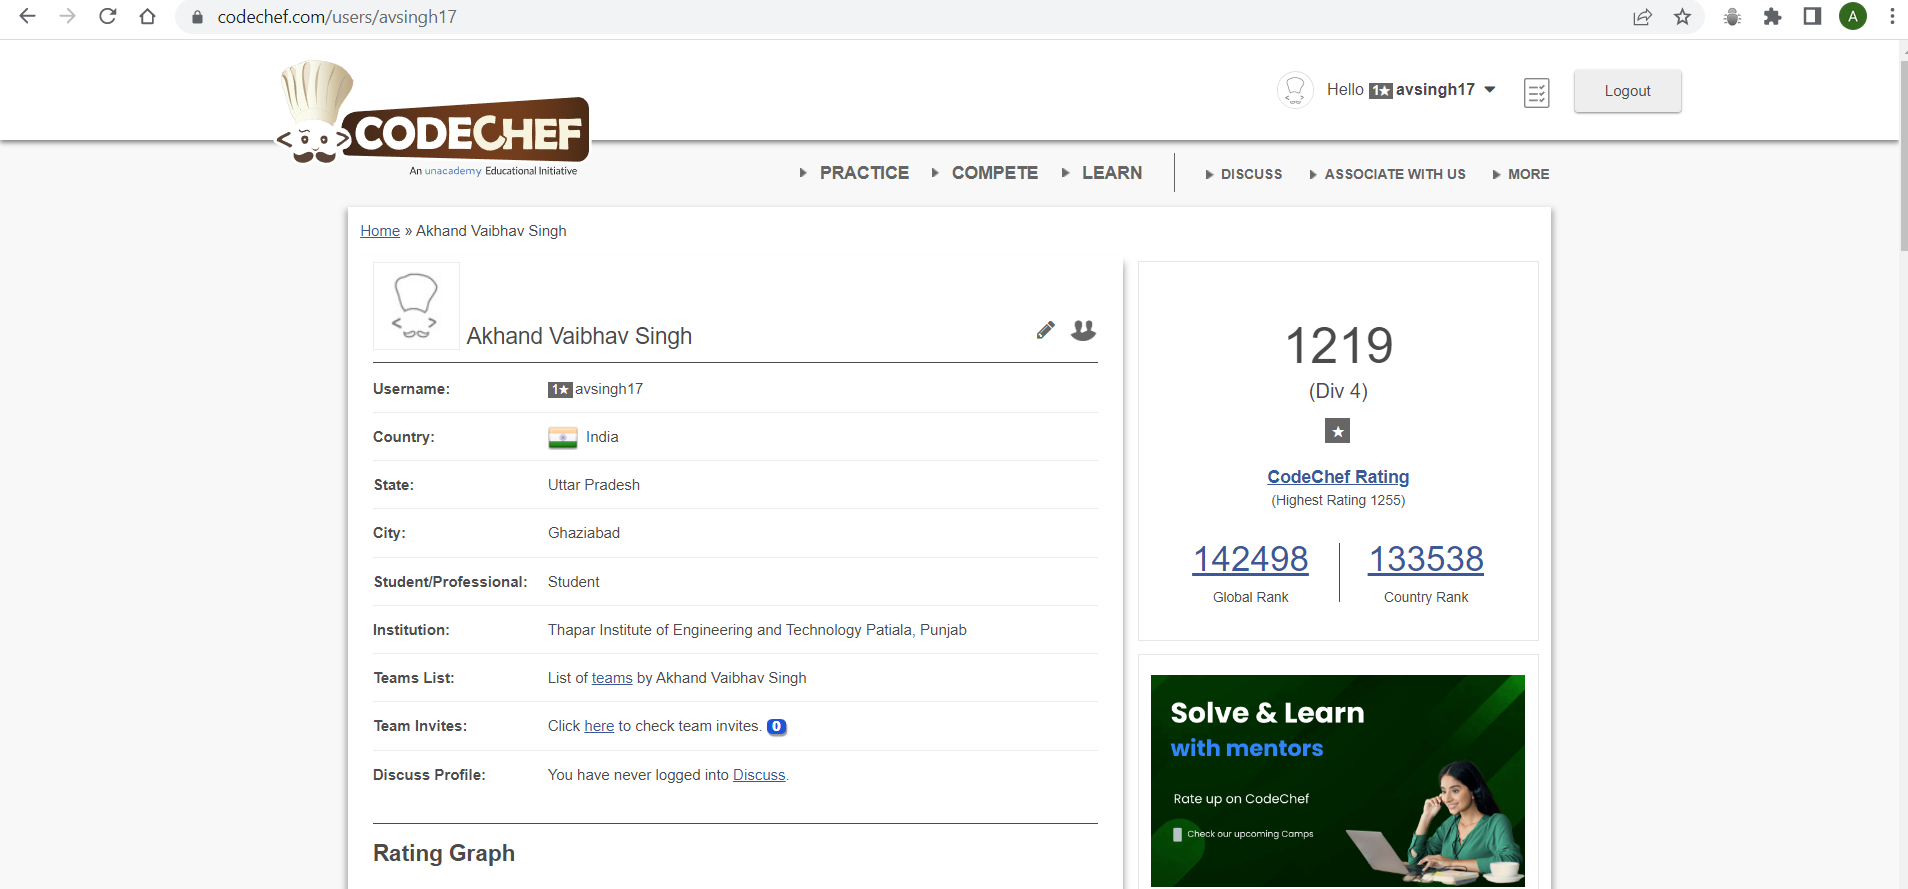 codechef.com/users/avsingh17
A
Hello 1★ avsingh17
Logout
CODECHEF
An unacademy Educational Initiative
PRACTICE COMPETE LEARN DISCUSS ASSOCIATE WITH US MORE
Home » Akhand Vaibhav Singh
Akhand Vaibhav Singh
Username: 1★ avsingh17
Country: India
State: Uttar Pradesh
City: Ghaziabad
Student/Professional: Student
Institution: Thapar Institute of Engineering and Technology Patiala, Punjab
Teams List: List of teams by Akhand Vaibhav Singh
Team Invites: Click here to check team invites. 0
Discuss Profile: You have never logged into Discuss.
Rating Graph
1219
(Div 4)
★
CodeChef Rating
(Highest Rating 1255)
142498 133538
Global Rank Country Rank
Solve & Learn
with mentors
Rate up on CodeChef
Check our upcoming Camps